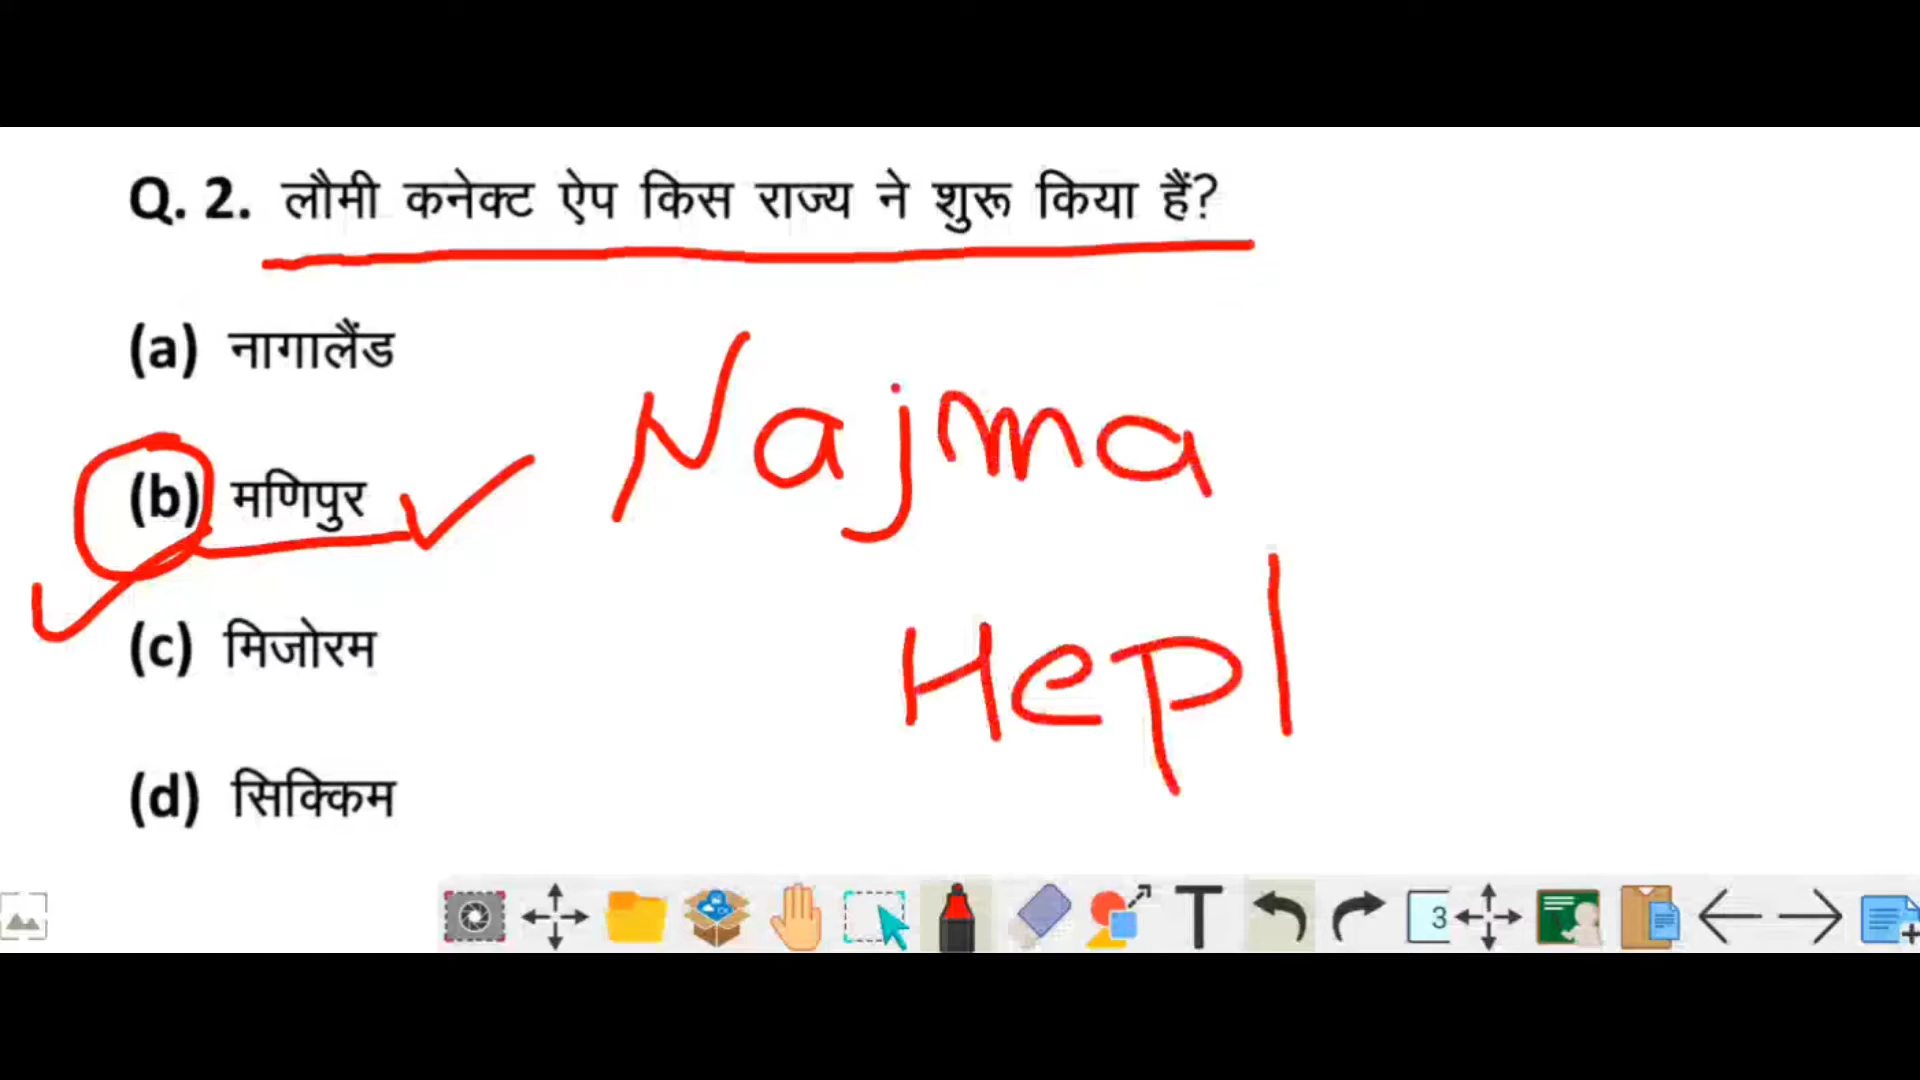 Q. 2. लौमी कनेक्ट ऐप किस राज्य ने शुरू किया हैं?
(a) नागालैंड
Najma
(b) मणिपुर
Hepl
(c) मिजोरम
(d) सिक्किम
T
3